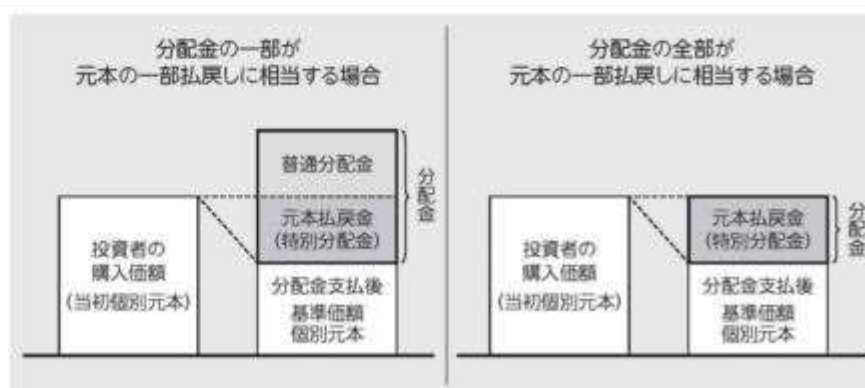 分配金の一部が
元本の一部払戻しに相当する場合
普通分配金
元本払戻金
(特別分配金)
分配金
投資者の
購入価額
(当初個別元本)
分配金支払後
基準価額
個別元本
分配金の全部が
元本の一部払戻しに相当する場合
元本払戻金
(特別分配金)
分配金
投資者の
購入価額
(当初個別元本)
分配金支払後
基準価額
個別元本